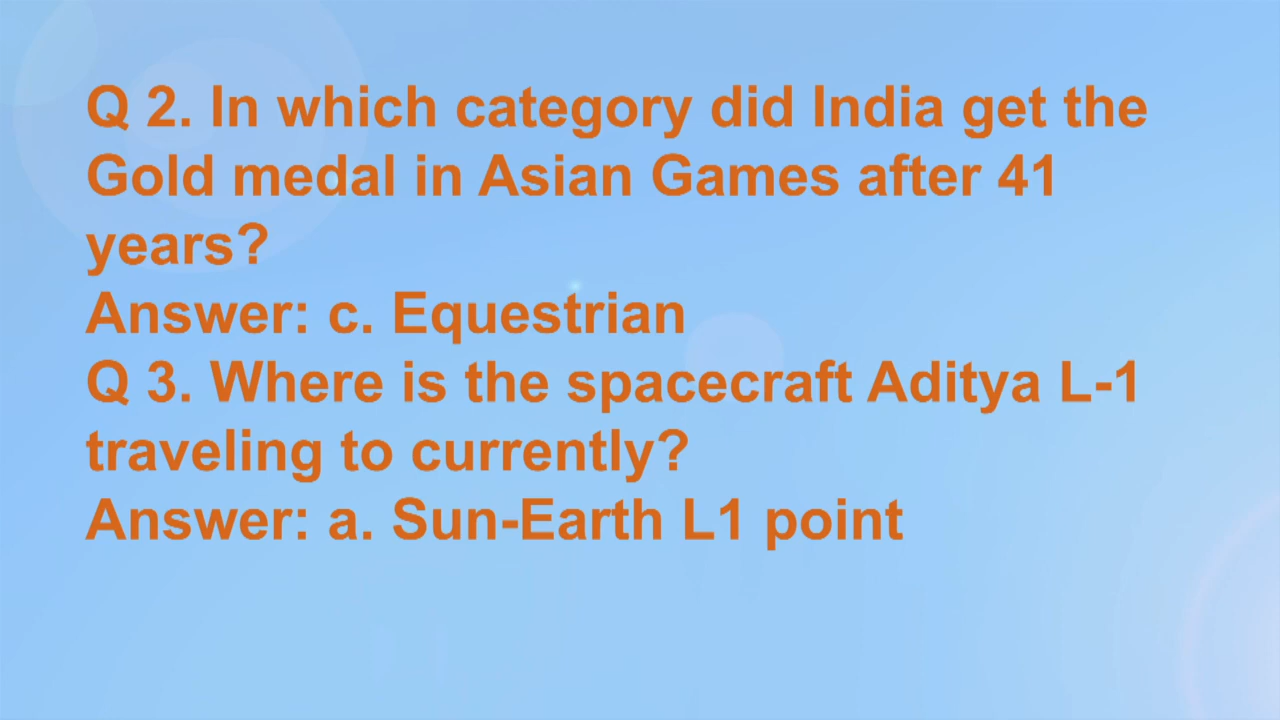 Q 2. In which category did India get the
Gold medal in Asian Games after 41
years?
Answer: c. Equestrian
Q 3. Where is the spacecraft Aditya L-1
traveling to currently?
Answer: a. Sun-Earth L1 point